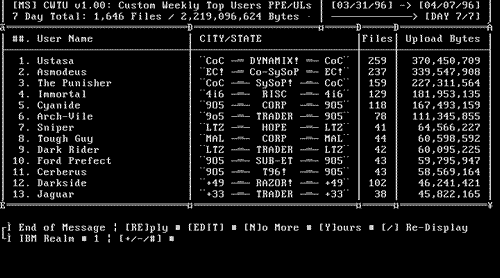 [MS] CWTU v1.00: Custom Weekly Top Users PPE/ULs [03/31/96] -> [04/07/96]
7 Day Total: 1,646 Files / 2,219,096,624 Bytes [DAY 7/7]
##. User Name CITY/STATE Files Upload Bytes
1. Ustasa "CoC —— DYNAMIX! —— CoC" 259 370,450,709
2. Asmodeus "EC! —— Co-SySoP —— EC!" 237 339,547,908
3. The Punisher "CoC —— SySoP! —— CoC" 159 227,311,564
4. Immortal "4i6 —— RISC —— 4i6" 129 181,953,135
5. Cyanide "905 —— CORP —— 905" 118 167,493,159
6. Arch-Vile "9o5 —— TRADER —— 9o5" 78 111,345,855
7. Sniper "LTZ —— HOPE —— LTZ" 41 64,566,227
8. Tough Guy "MAL —— CORP —— MAL" 44 60,598,592
9. Dark Rider "LTZ —— TRADER —— LTZ" 42 60,095,225
10. Ford Prefect "905 —— SUB-ET —— 905" 43 59,795,947
11. Cerberus "905 —— T96! —— 905" 43 58,569,164
12. Darkside "+49 —— RAZOR! —— +49" 102 46,241,421
13. Jaguar "+33 —— TRADER —— +33" 38 45,822,165
End of Message ¦ [RE]ply ■ [EDIT] ■ [N]o More ■ [Y]ours ■ [/] Re-Display
IBM Realm ■ 1 ¦ [+/-/#] ■